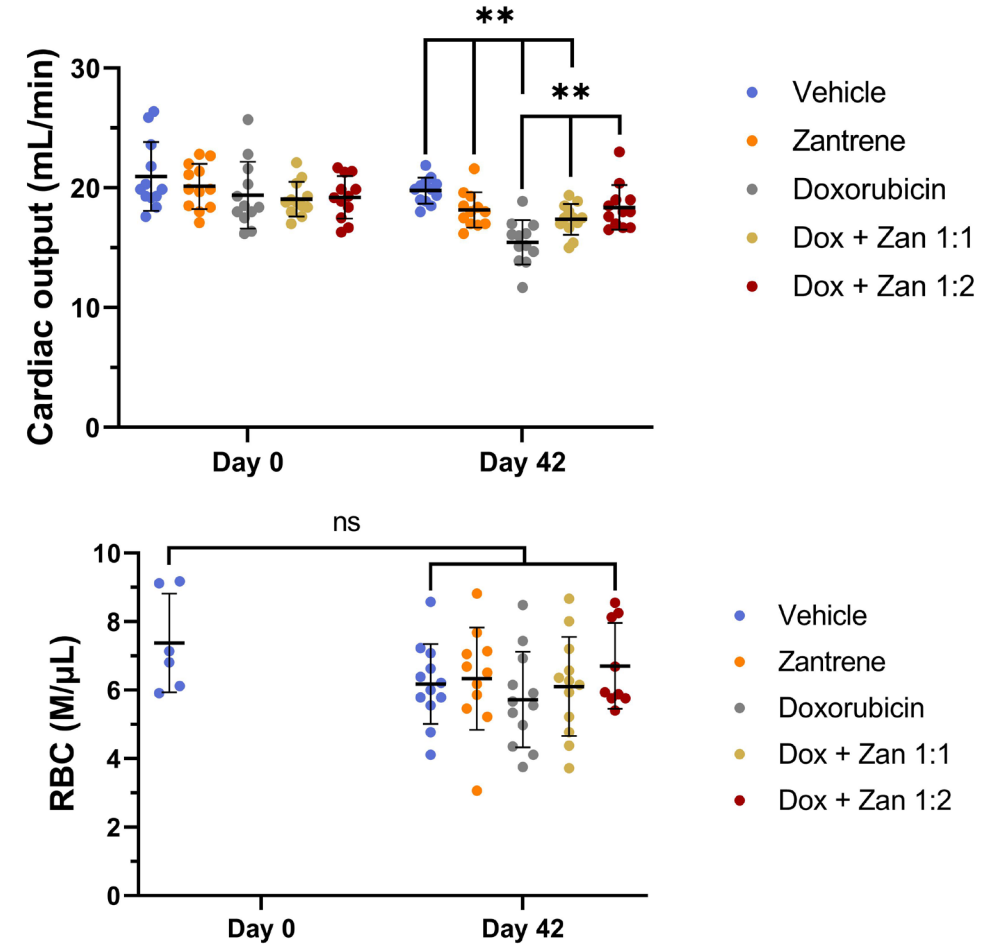 **
**
30
20
10
0
Cardiac output (mL/min)
Day 0
Day 42
Vehicle
Zantrene
Doxorubicin
Dox + Zan 1:1
Dox + Zan 1:2
ns
10
8
6
4
2
0
RBC (M/µL)
Day 0
Day 42
Vehicle
Zantrene
Doxorubicin
Dox + Zan 1:1
Dox + Zan 1:2